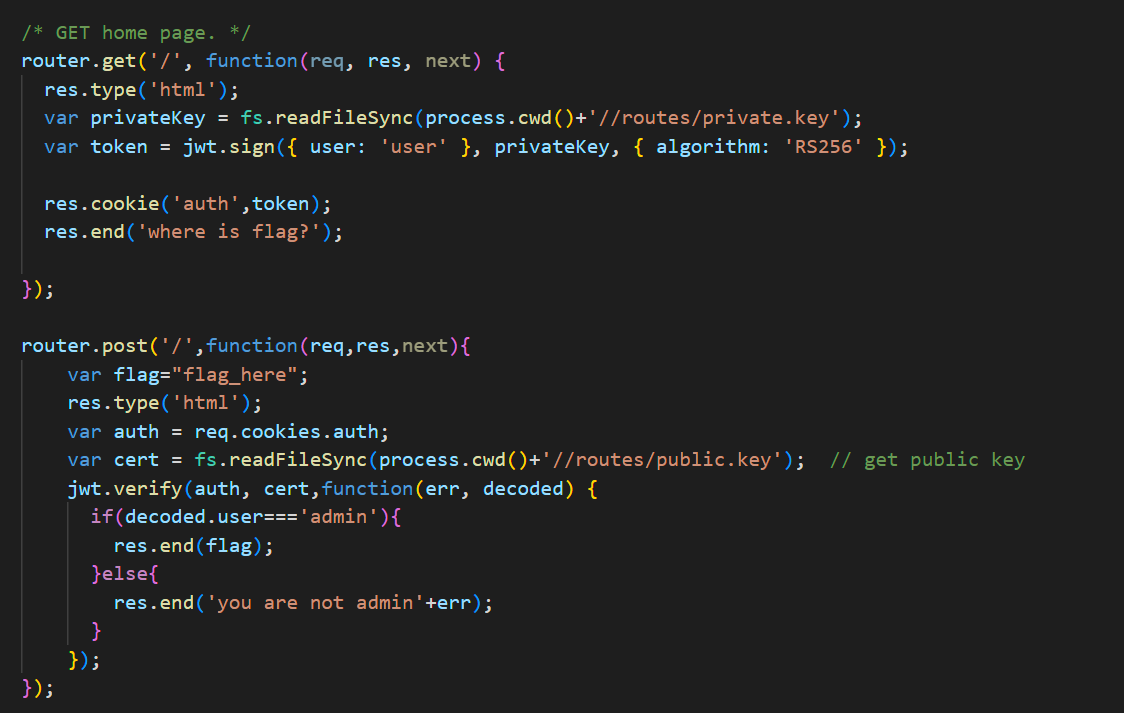 /* GET home page. */
router.get('/', function(req, res, next) {
  res.type('html');
  var privateKey = fs.readFileSync(process.cwd()+'//routes/private.key');
  var token = jwt.sign({ user: 'user' }, privateKey, { algorithm: 'RS256' });

  res.cookie('auth',token);
  res.end('where is flag?');

});

router.post('/',function(req,res,next){
    var flag="flag_here";
    res.type('html');
    var auth = req.cookies.auth;
    var cert = fs.readFileSync(process.cwd()+'//routes/public.key');  // get public key
    jwt.verify(auth, cert,function(err, decoded) {
      if(decoded.user==='admin'){
        res.end(flag);
      }else{
        res.end('you are not admin'+err);
      }
    });
});